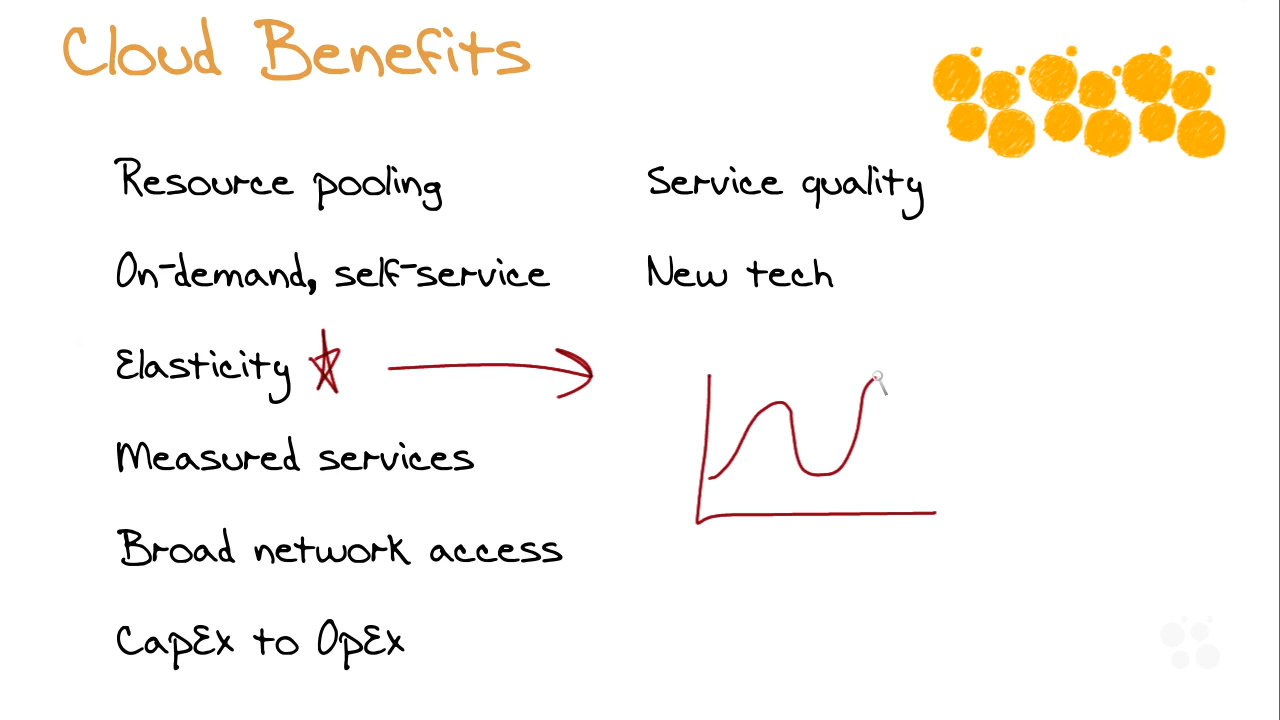 Cloud Benefits
Resource pooling
On-demand, self-service
Elasticity
Measured services
Broad network access
CapEx to OpEx
Service quality
New tech